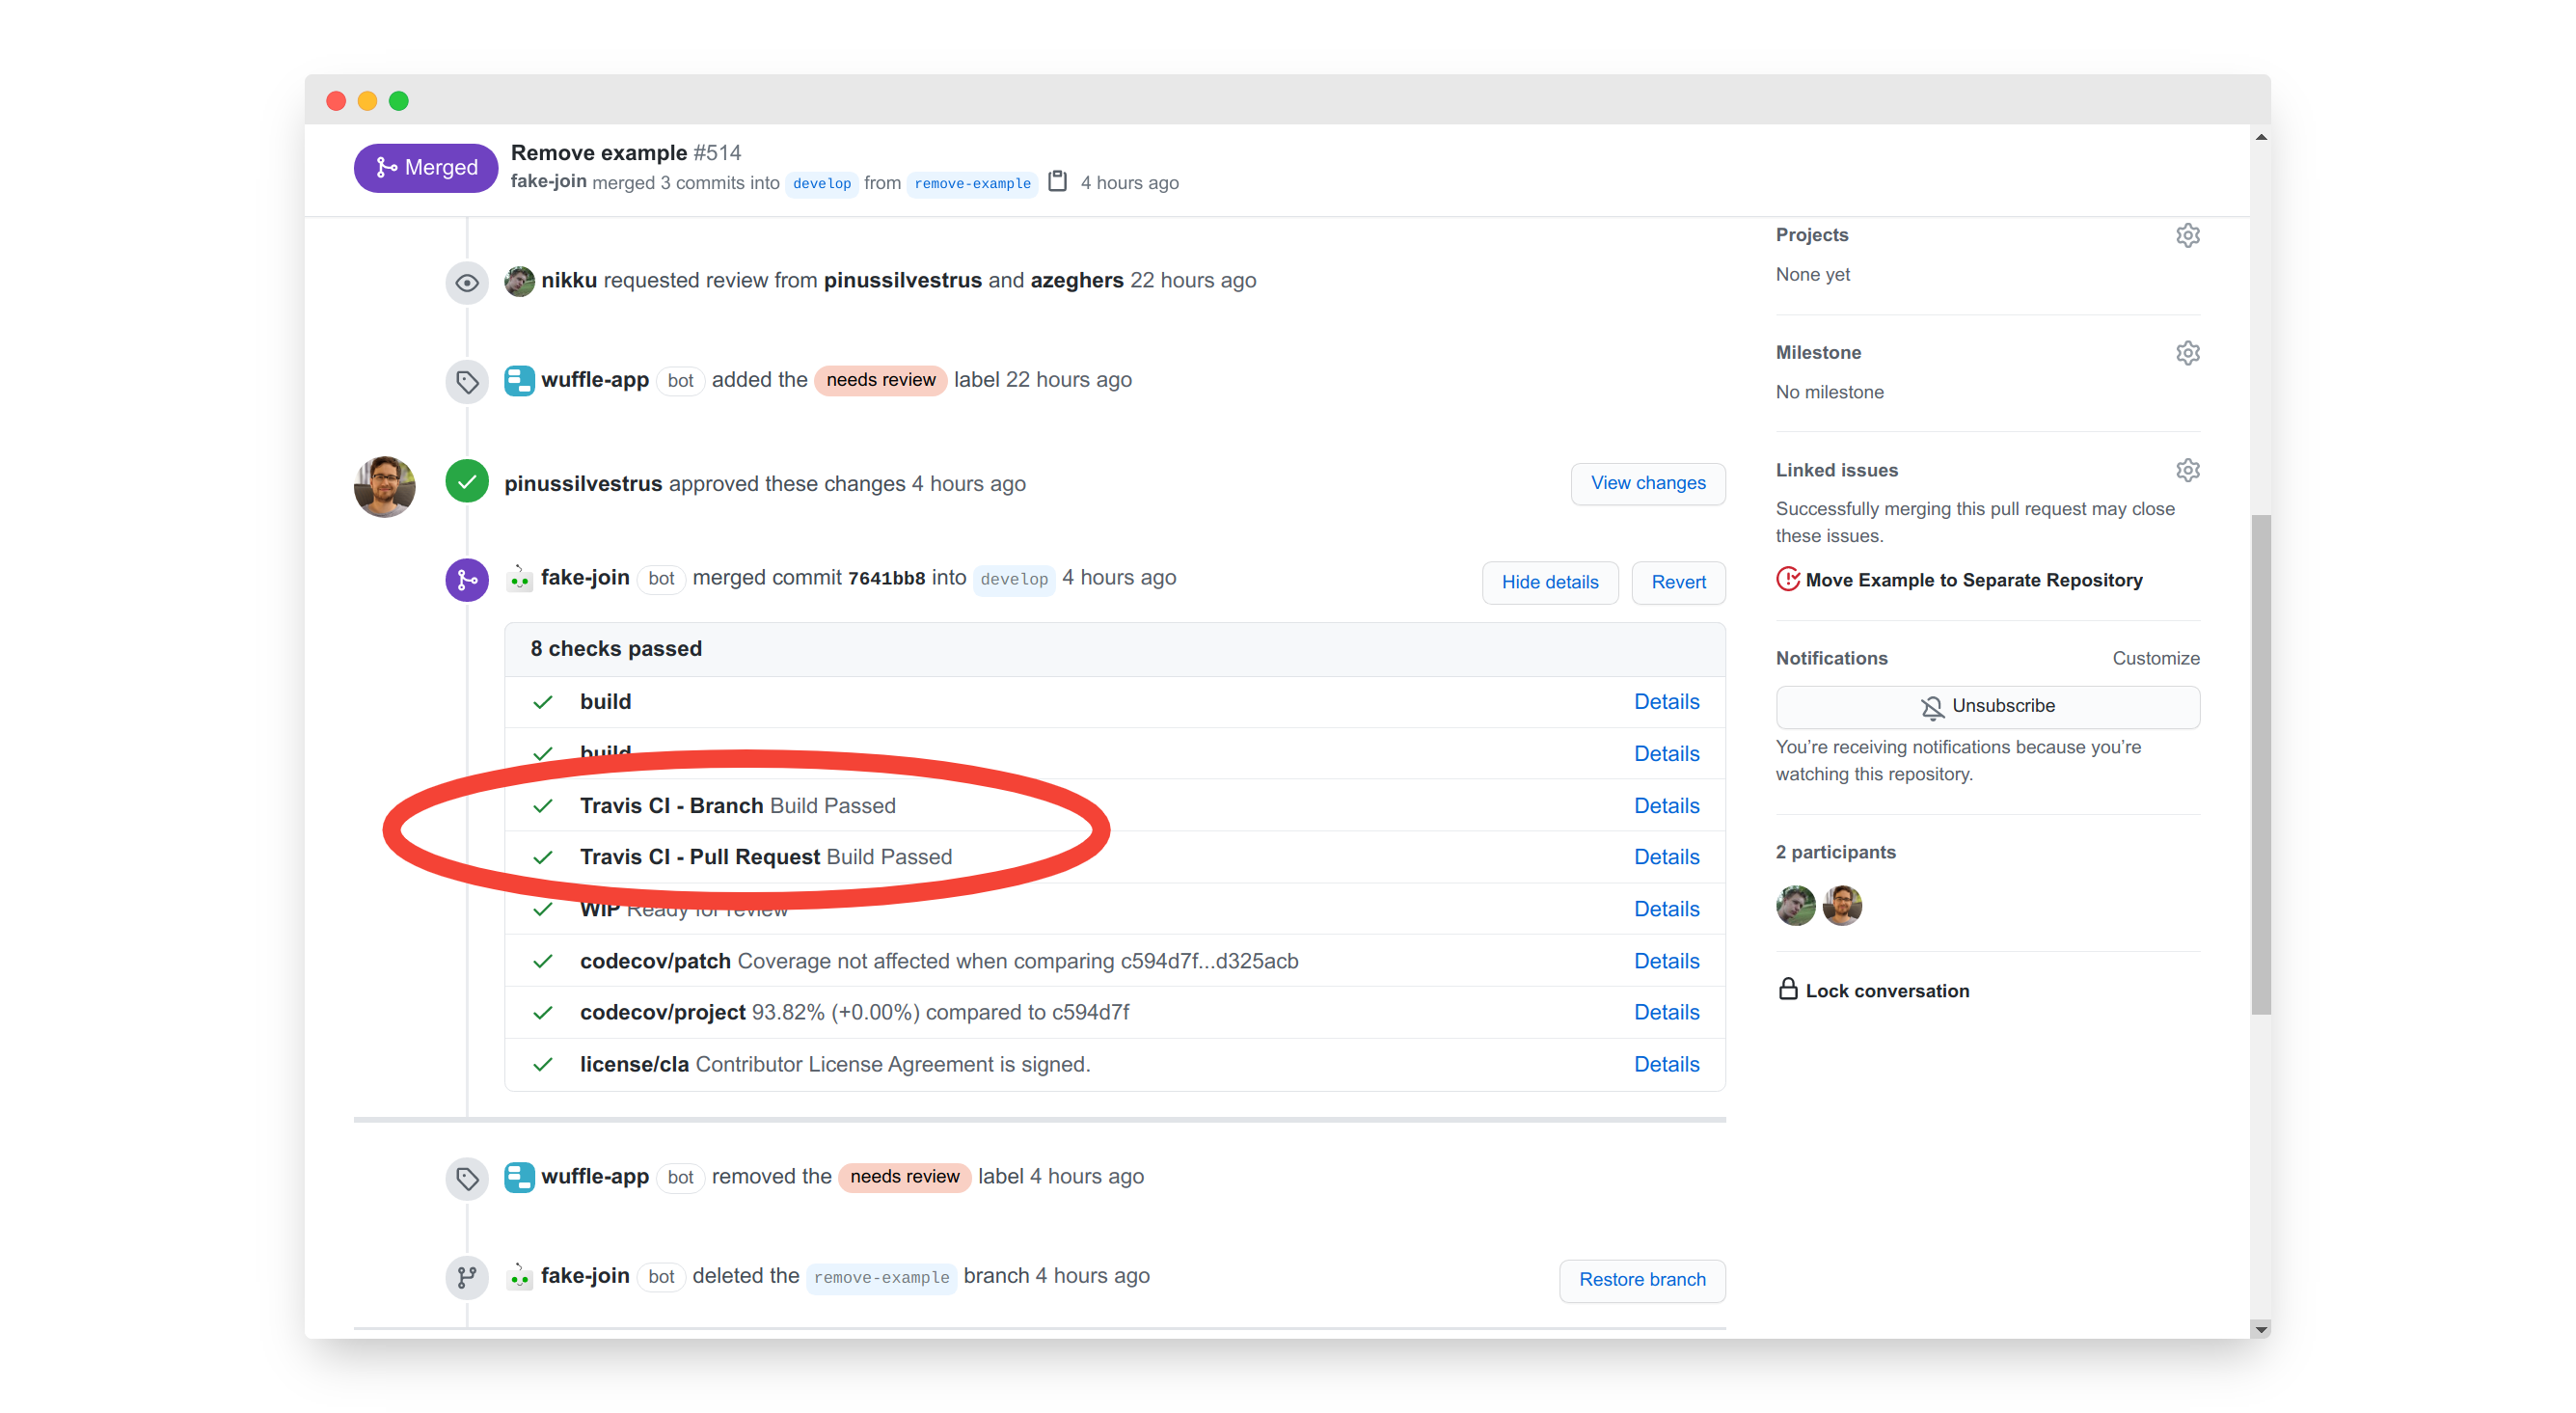 Merged
Remove example #514
fake-join merged 3 commits into develop from remove-example 4 hours ago
nikku requested review from pinussilvestrus and azeghers 22 hours ago
wuffle-app bot added the needs review label 22 hours ago
pinussilvestrus approved these changes 4 hours ago
View changes
fake-join bot merged commit 7641bb8 into develop 4 hours ago
Hide details
Revert
8 checks passed
build Details
build Details
Travis CI - Branch Build Passed Details
Travis CI - Pull Request Build Passed Details
WIP Ready for review Details
codecov/patch Coverage not affected when comparing c594d7f...d325acb Details
codecov/project 93.82% (+0.00%) compared to c594d7f Details
license/cla Contributor License Agreement is signed. Details
wuffle-app bot removed the needs review label 4 hours ago
fake-join bot deleted the remove-example branch 4 hours ago
Restore branch
Projects
None yet
Milestone
No milestone
Linked issues
Successfully merging this pull request may close
these issues.
Move Example to Separate Repository
Notifications
Customize
Unsubscribe
You’re receiving notifications because you’re
watching this repository.
2 participants
Lock conversation